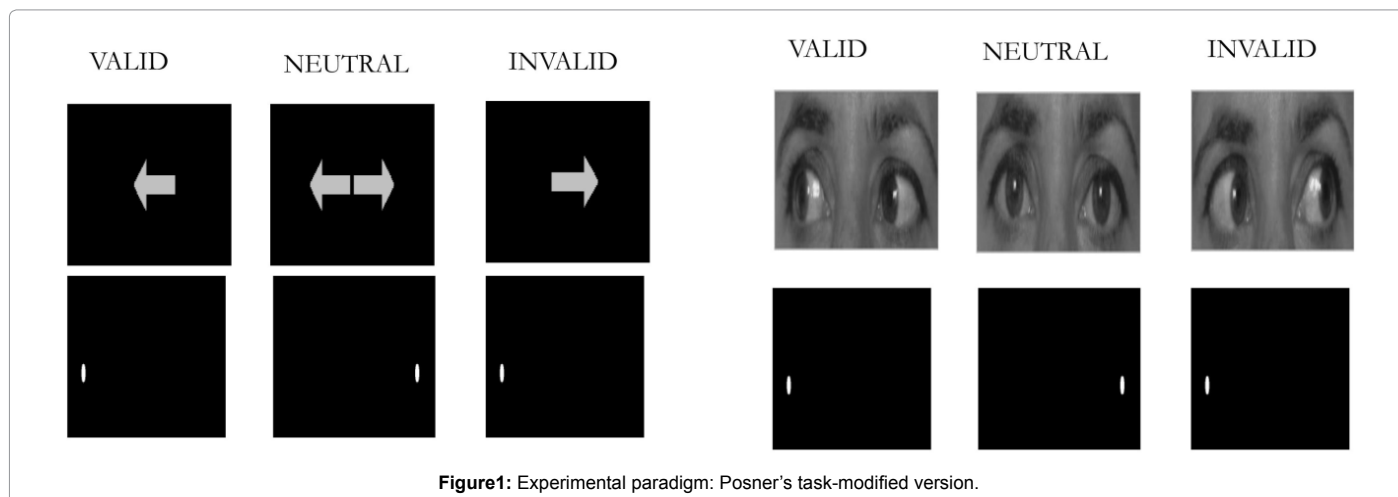 VALID NEUTRAL INVALID VALID NEUTRAL INVALID
Figure1: Experimental paradigm: Posner's task-modified version.